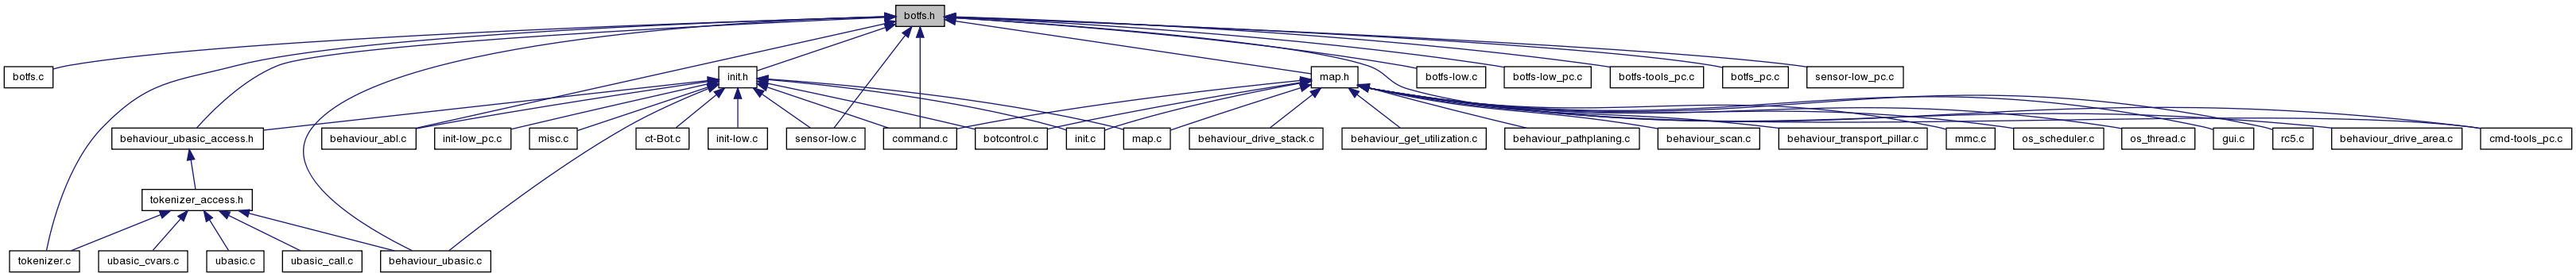 botfs.h
botfs.c
init.h
map.h
botfs-low.c
botfs-low_pc.c
botfs-tools_pc.c
botfs_pc.c
sensor-low_pc.c
behaviour_ubasic_access.h
behaviour_abl.c
init-low_pc.c
misc.c
ct-Bot.c
init-low.c
sensor-low.c
command.c
botcontrol.c
init.c
map.c
behaviour_drive_stack.c
behaviour_get_utilization.c
behaviour_pathplaning.c
behaviour_scan.c
behaviour_transport_pillar.c
mmc.c
os_scheduler.c
os_thread.c
gui.c
rc5.c
behaviour_drive_area.c
cmd-tools_pc.c
tokenizer_access.h
tokenizer.c
ubasic_cvars.c
ubasic.c
ubasic_call.c
behaviour_ubasic.c